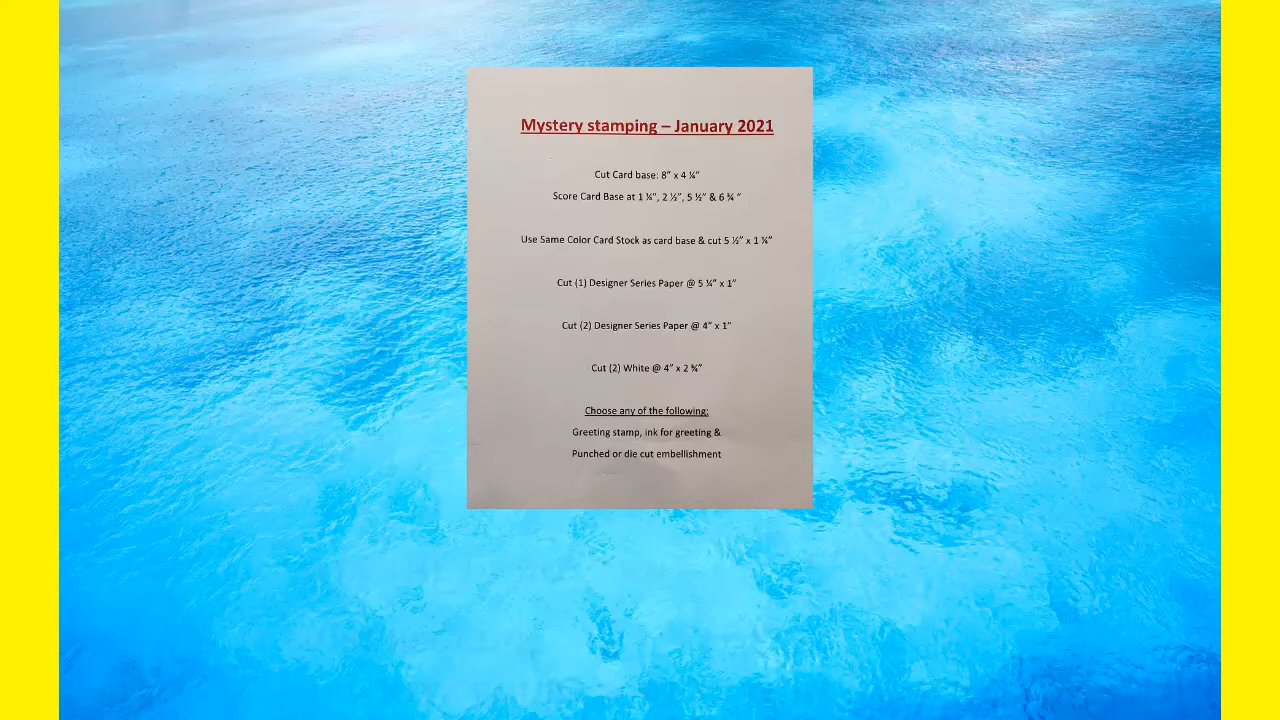 Mystery stamping – January 2021
Cut Card base: 8” x 4 ¼”
Score Card Base at 1 ¼”, 2 ½”, 5 ½” & 6 ¾ “
Use Same Color Card Stock as card base & cut 5 ½” x 1 ¼”
Cut (1) Designer Series Paper @ 5 ¼” x 1”
Cut (2) Designer Series Paper @ 4” x 1”
Cut (2) White @ 4” x 2 ¾”
Choose any of the following:
Greeting stamp, ink for greeting &
Punched or die cut embellishment